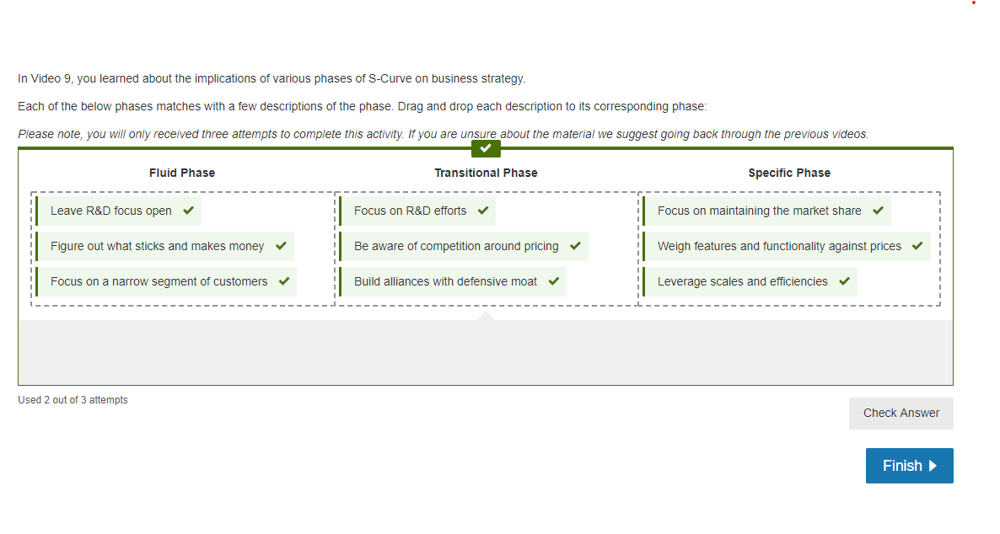 In Video 9, you learned about the implications of various phases of S-Curve on business strategy.
Each of the below phases matches with a few descriptions of the phase. Drag and drop each description to its corresponding phase:
Please note, you will only received three attempts to complete this activity. If you are unsure about the material we suggest going back through the previous videos.
Fluid Phase
Transitional Phase
Specific Phase
Leave R&D focus open
Focus on R&D efforts
Focus on maintaining the market share
Figure out what sticks and makes money
Be aware of competition around pricing
Weigh features and functionality against prices
Focus on a narrow segment of customers
Build alliances with defensive moat
Leverage scales and efficiencies
Used 2 out of 3 attempts
Check Answer
Finish